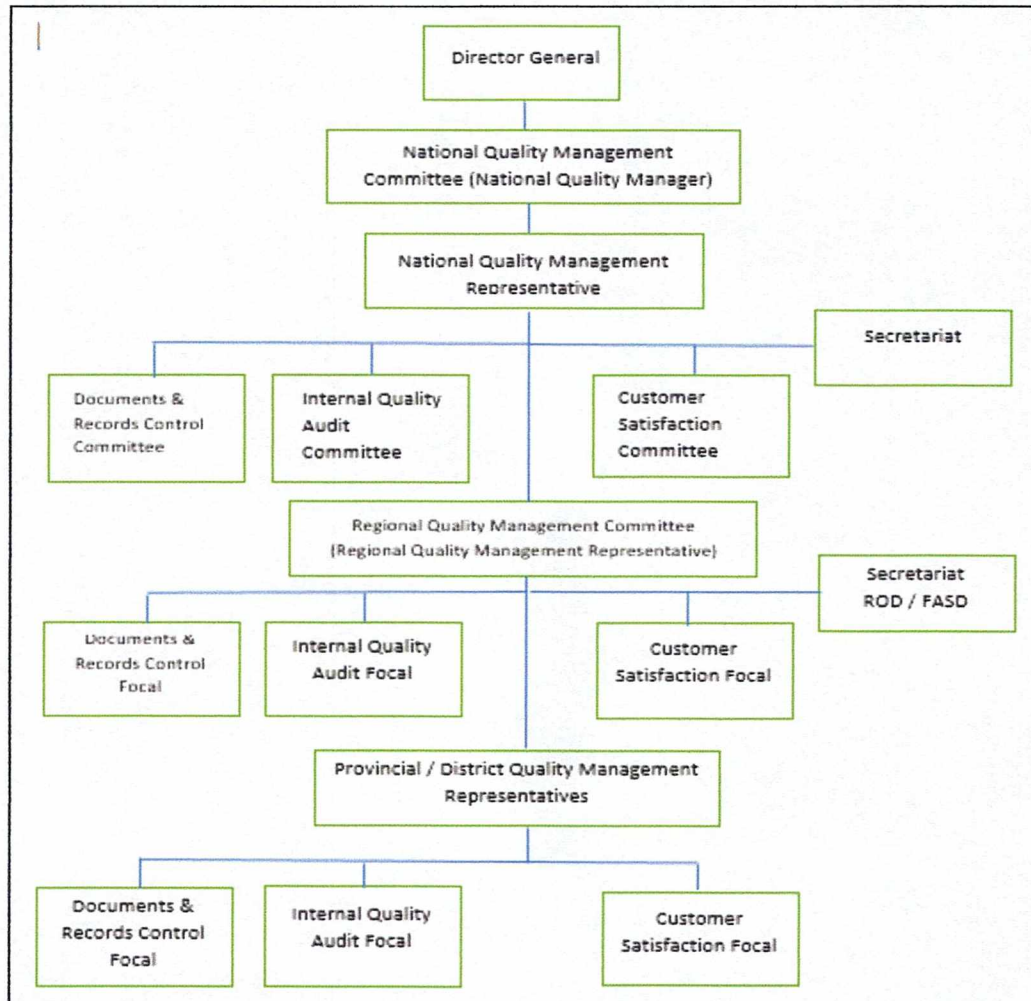 Director General
National Quality Management
Committee (National Quality Manager)
National Quality Management
Representative
Secretariat
Documents &
Records Control
Committee
Internal Quality
Audit
Committee
Customer
Satisfaction
Committee
Regional Quality Management Committee
(Regional Quality Management Representative)
Secretariat
ROD / FASD
Documents &
Records Control
Focal
Internal Quality
Audit Focal
Customer
Satisfaction Focal
Provincial / District Quality Management
Representatives
Documents &
Records Control
Focal
Internal Quality
Audit Focal
Customer
Satisfaction Focal